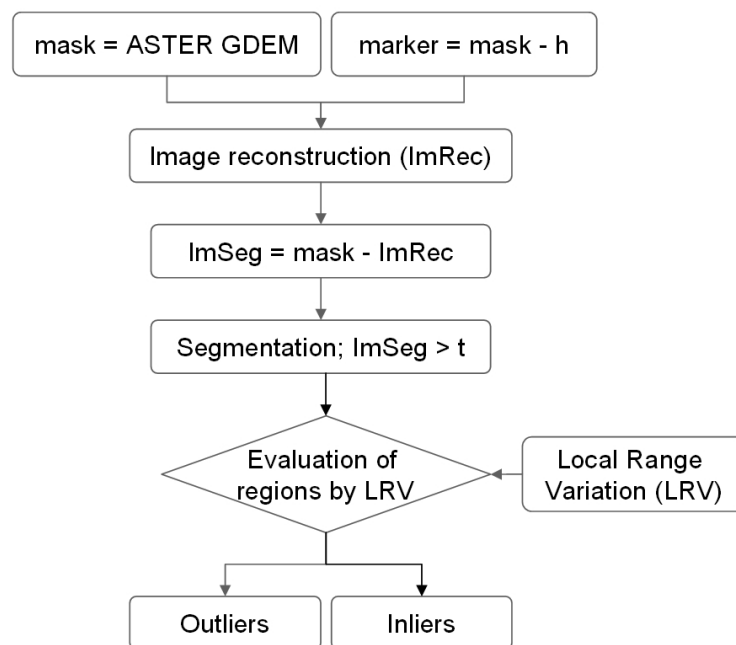 mask = ASTER GDEM
marker = mask - h
Image reconstruction (ImRec)
ImSeg = mask - ImRec
Segmentation; ImSeg > t
Evaluation of
regions by LRV
Local Range
Variation (LRV)
Outliers
Inliers